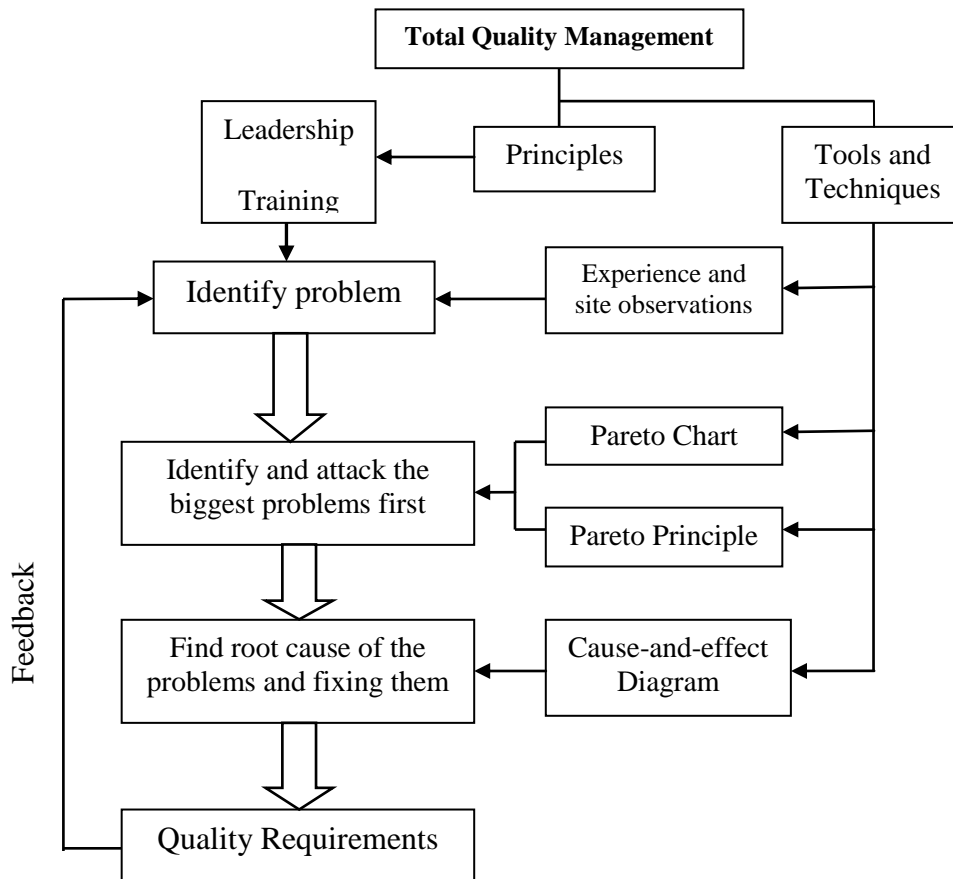 Total Quality Management
Leadership
Training
Principles
Tools and
Techniques
Identify problem
Experience and
site observations
Identify and attack the
biggest problems first
Pareto Chart
Pareto Principle
Find root cause of the
problems and fixing them
Cause-and-effect
Diagram
Quality Requirements
Feedback